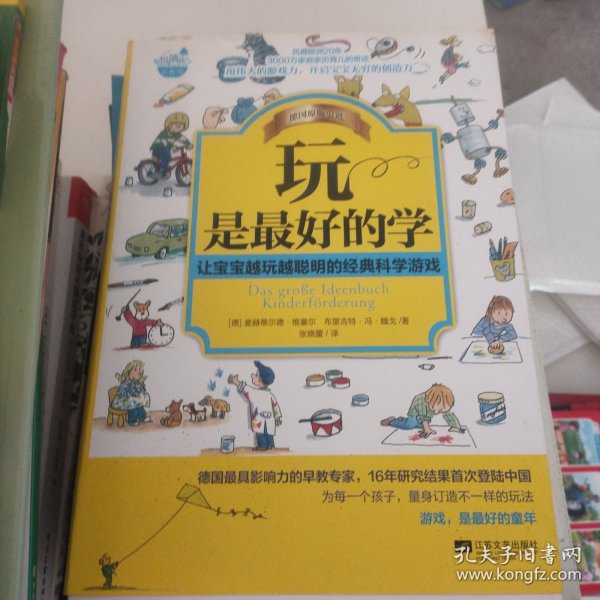 风靡欧洲20年
3000万家庭亲历育儿的奇迹
用伟大的游戏力,开启宝宝无穷的创造力
德国原版引进
玩
是最好的学
让宝宝越玩越聪明的经典科学游戏
Das große Ideenbuch
Kinderförderung
[德] 麦赫蒂尔德·维塞尔 布里吉特·冯·魏戈/著
张晓蕾/译
德国最具影响力的早教专家,16年研究结果首次登陆中国
为每一个孩子,量身订造不一样的玩法
游戏,是最好的童年
江苏文艺出版社
孔夫子旧书网
www.kongfz.com